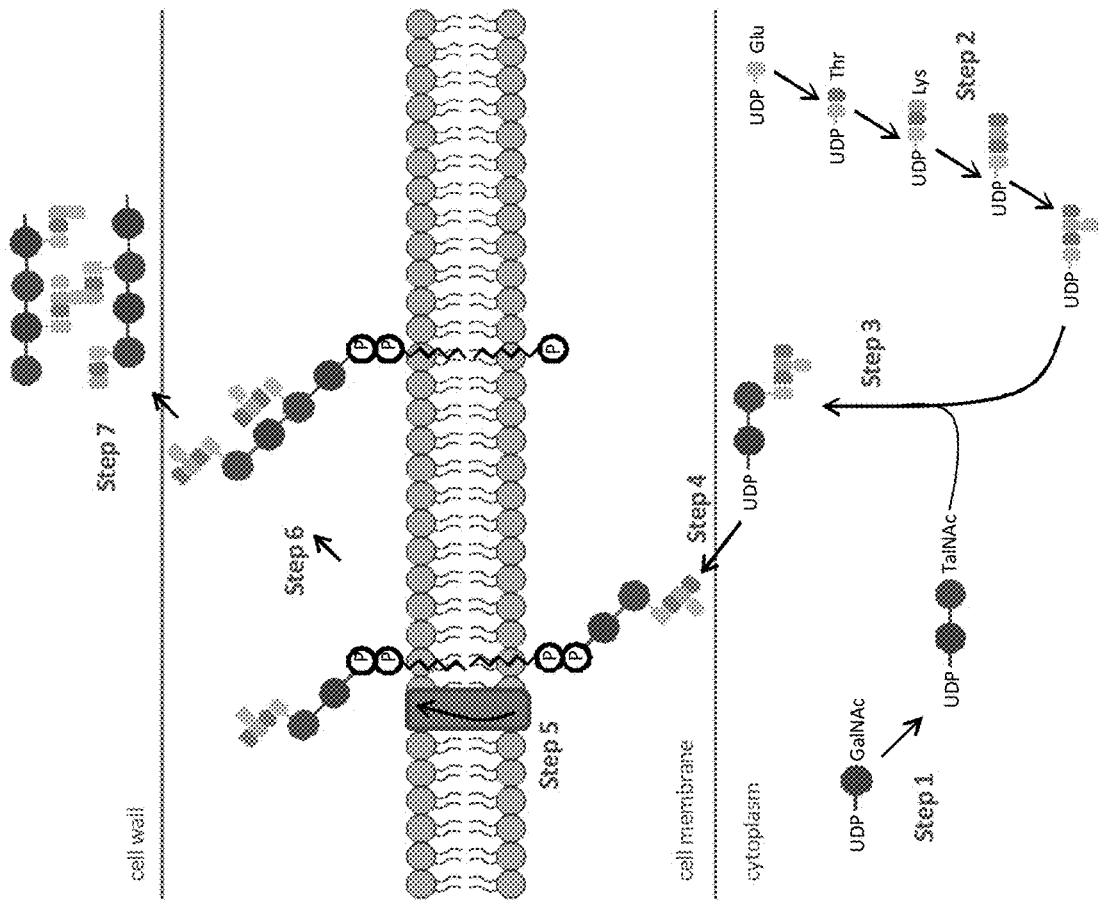 cell wall
Step 7
Step 6
P
P
P
P
P
Step 5
P
P
Step 4
cell membrane
cytoplasm
UDP
GalNAc
Step 1
UDP
TalNAc
UDP
Step 3
UDP
Glu
UDP
Thr
UDP
Lys
Step 2
UDP
UDP